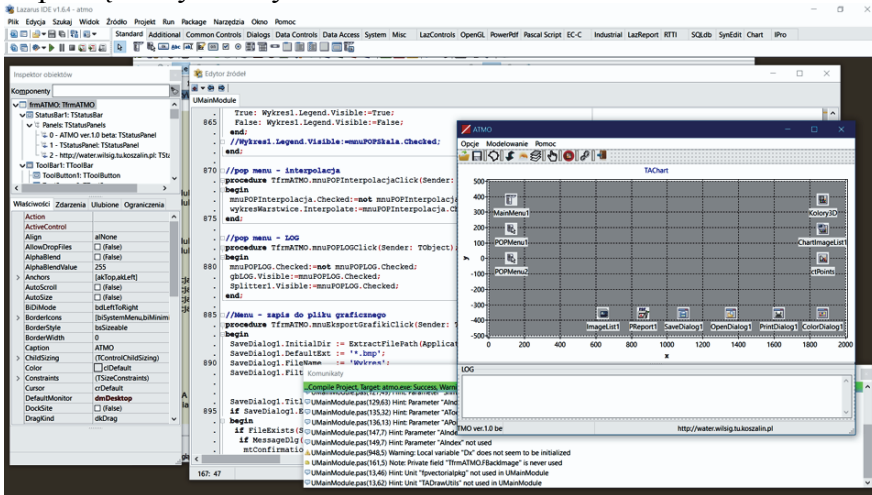 Lazarus IDE v1.6.4 - atmo
Plik Edycja Szukaj Widok Źródło Projekt Run Package Narzędzia Okno Pomoc
Standard Additional Common Controls Dialogs Data Controls Data Access System Misc LazControls OpenGL PowerPdf Pascal Script EC-C Industrial LazReport RTTI SQLdb SynEdit Chart IPro
Inspektor obiektów
Komponenty
frmATMO: TfrmATMO
StatusBar1: TStatusBar
Panels: TStatusPanels
0 - ATMO ver.1.0 beta: TStatusPanel
1 - TStatusPanel: TStatusPanel
2 - http://water.wilsig.tu.koszalin.pl: TSta
ToolBar1: TToolBar
ToolButton1: TToolButton
Właściwości Zdarzenia Ulubione Ograniczenia
Action
ActiveControl
Align alNone
AllowDropFiles (False)
AlphaBlend (False)
AlphaBlendValue 255
Anchors [akTop,akLeft]
AutoScroll (False)
AutoSize (False)
BiDiMode bdLeftToRight
BorderIcons [biSystemMenu,biMinim
BorderStyle bsSizeable
BorderWidth 0
Caption ATMO
ChildSizing (TControlChildSizing)
Color clDefault
Constraints (TSizeConstraints)
Cursor crDefault
DefaultMonitor dmDesktop
DockSite (False)
DragKind dkDrag
Edytor źródeł
UMainModule
True: Wykres1.Legend.Visible:=True;
865 False: Wykres1.Legend.Visible:=False;
end;
//Wykres1.Legend.Visible:=mnuPOPSkala.Checked;
end;
870 //pop menu - interpolacja
procedure TfrmATMO.mnuPOPInterpolacjaClick(Sender:
begin
mnuPOPInterpolacja.Checked:=not mnuPOPInterpolacj
wykresWarstwice.Interpolate:=mnuPOPInterpolacja.C
875 end;
//pop menu - LOG
procedure TfrmATMO.mnuPOPLOGClick(Sender: TObject)
begin
880 mnuPOPLOG.Checked:=not mnuPOPLOG.Checked;
gbLOG.Visible:=mnuPOPLOG.Checked;
Splitter1.Visible:=mnuPOPLOG.Checked;
end;
885 //Menu - zapis do pliku graficznego
procedure TfrmATMO.mnuEksportGrafikiClick(Sender: T
begin
SaveDialog1.InitialDir := ExtractFilePath(Applicat
SaveDialog1.DefaultExt := '*.bmp';
890 SaveDialog1.FileName := 'Wykres';
SaveDialog1.Filt
SaveDialog1.Titl
895 if SaveDialog1.E
begin
if FileExists(S
if MessageDlg(
mtConfirmatio
167: 47
ATMO
Opcje Modelowanie Pomoc
TAChart
500
400
300
200
100
0
-100
-200
-300
-400
-500
y
0 200 400 600 800 1000 1200 1400 1600 1800 2000
x
MainMenu1
POPMenu1
POPMenu2
Kolory3D
ChartImageList1
ctPoints
ImageList1 PReport1 SaveDialog1 OpenDialog1 PrintDialog1 ColorDialog1
LOG
TMO ver.1.0 be
http://water.wilsig.tu.koszalin.pl
Komunikaty
Compile Project, Target: atmo.exe: Success, Warni
UMainModule.pas(129,63) Hint: Parameter "AInde
UMainModule.pas(135,32) Hint: Parameter "ATo
UMainModule.pas(136,13) Hint: Parameter "APo
UMainModule.pas(147,7) Hint: Parameter "AInde
UMainModule.pas(149,7) Hint: Parameter "AIndex" not used
UMainModule.pas(948,5) Warning: Local variable "Dx" does not seem to be initialized
UMainModule.pas(161,5) Note: Private field "TfrmATMO.FBackImage" is never used
UMainModule.pas(13,46) Hint: Unit "fpvectorialpkg" not used in UMainModule
UMainModule.pas(13,62) Hint: Unit "TADrawUtils" not used in UMainModule